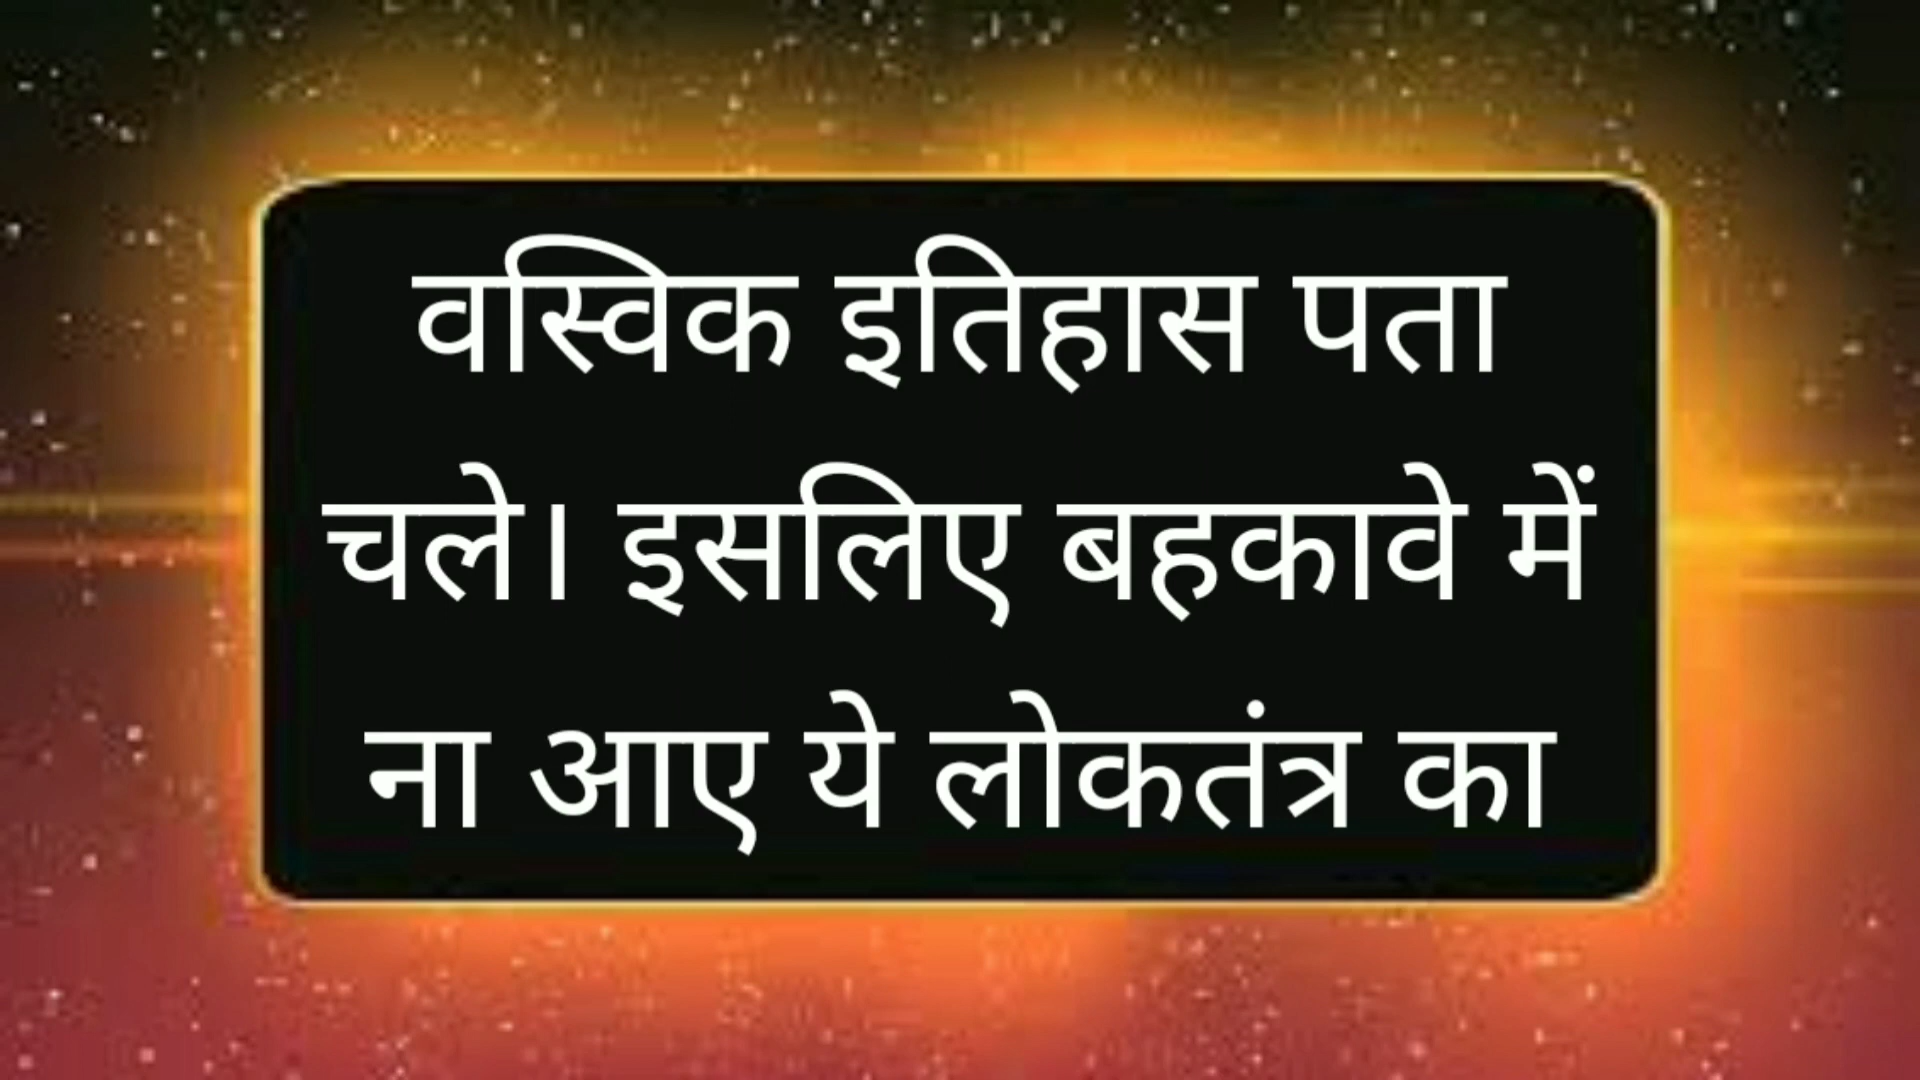 वस्विक इतिहास पता
चले। इसलिए बहकावे में
ना आए ये लोकतंत्र का